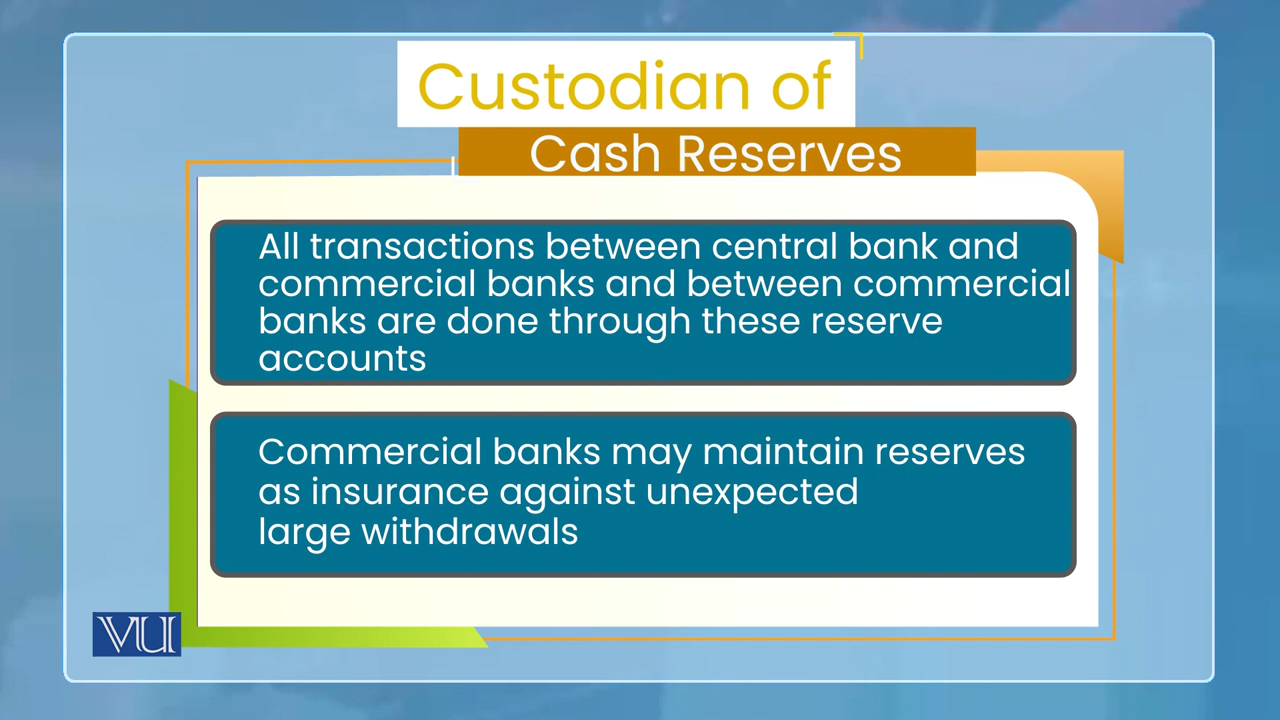 Custodian of
Cash Reserves
All transactions between central bank and
commercial banks and between commercial
banks are done through these reserve
accounts
Commercial banks may maintain reserves
as insurance against unexpected
large withdrawals
VU